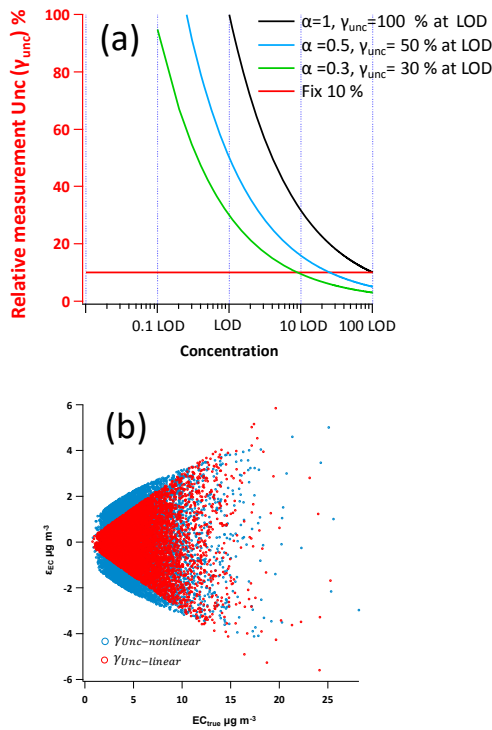 (a)
α=1, γunc=100 % at LOD
α =0.5, γunc= 50 % at LOD
α =0.3, γunc= 30 % at LOD
Fix 10 %
Relative measurement Unc (γunc) %
100
80
60
40
20
0
0.1 LOD
LOD
10 LOD
100 LOD
Concentration
(b)
εEC µg m-3
6
4
2
0
-2
-4
-6
γUnc−nonlinear
γUnc−linear
0
5
10
15
20
25
ECtrue µg m-3